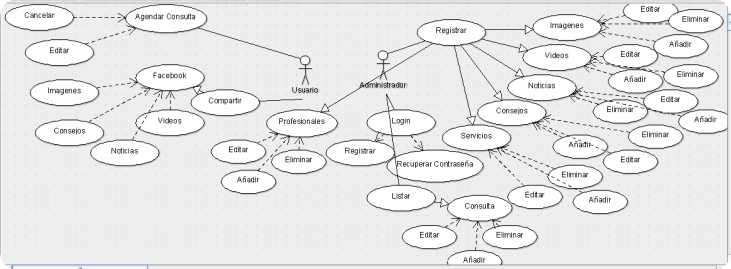 Cancelar
Agendar Consulta
Editar
Usuario
Facebook
Imagenes
Compartir
Consejos
Videos
Noticias
Registrar
Administrador
Imagenes
Editar
Eliminar
Añadir
Videos
Editar
Eliminar
Añadir
Noticias
Editar
Eliminar
Añadir
Consejos
Eliminar
Añadir
Editar
Servicios
Eliminar
Editar
Añadir
Profesionales
Editar
Eliminar
Añadir
Login
Registrar
Recuperar Contraseña
Listar
Consulta
Editar
Eliminar
Añadir